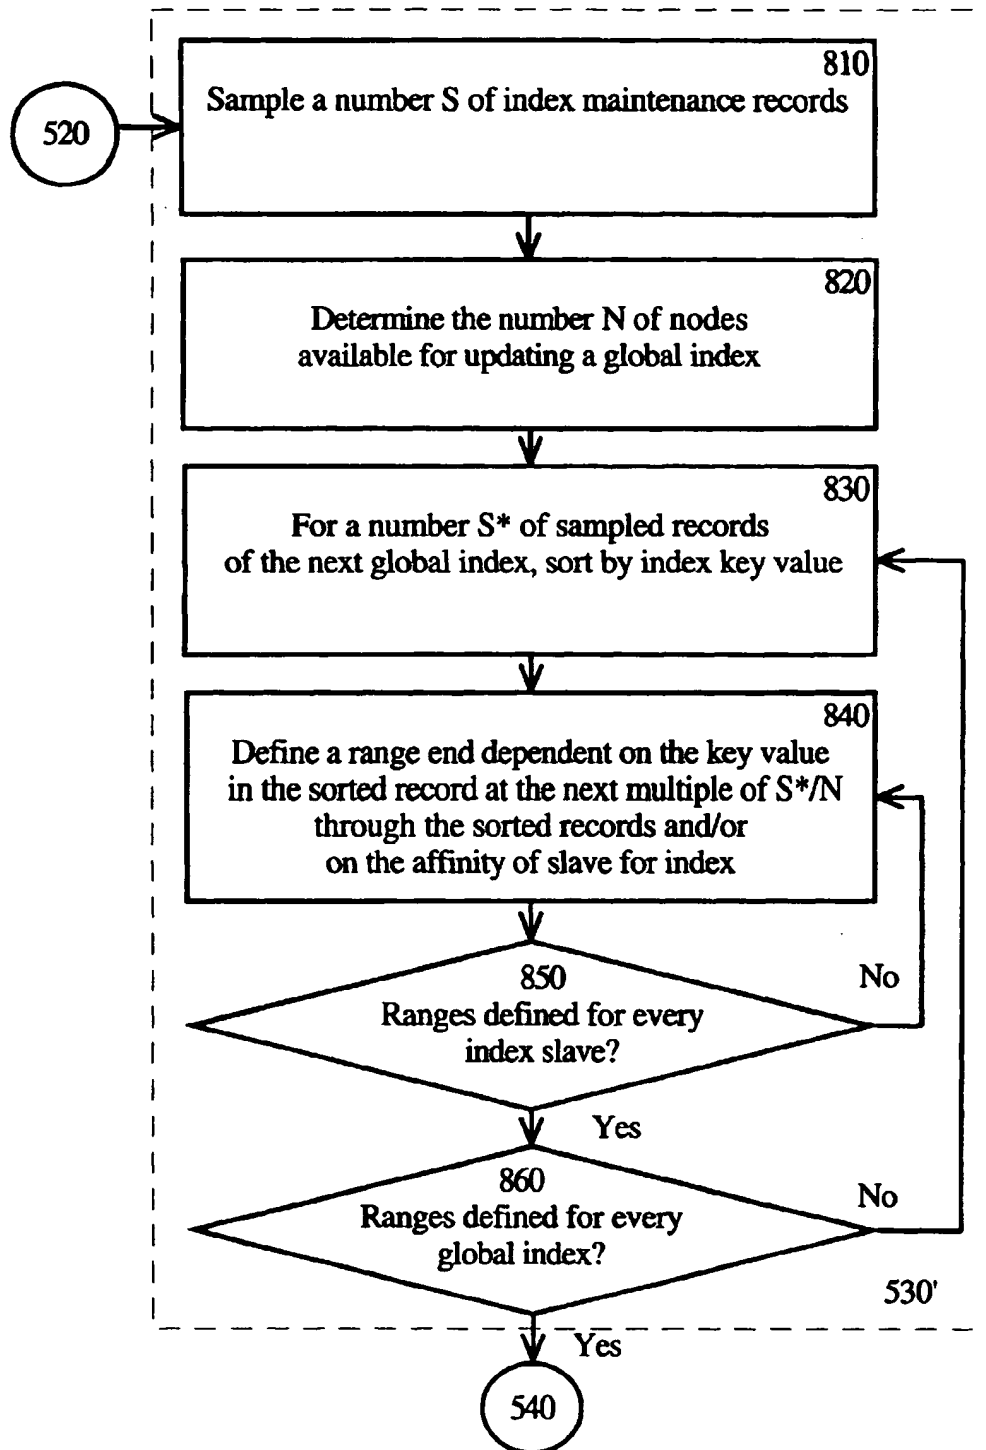 810
Sample a number S of index maintenance records
520
820
Determine the number N of nodes
available for updating a global index
830
For a number S* of sampled records
of the next global index, sort by index key value
840
Define a range end dependent on the key value
in the sorted record at the next multiple of S*/N
through the sorted records and/or
on the affinity of slave for index
850
Ranges defined for every
index slave?
No
Yes
860
Ranges defined for every
global index?
No
530'
Yes
540